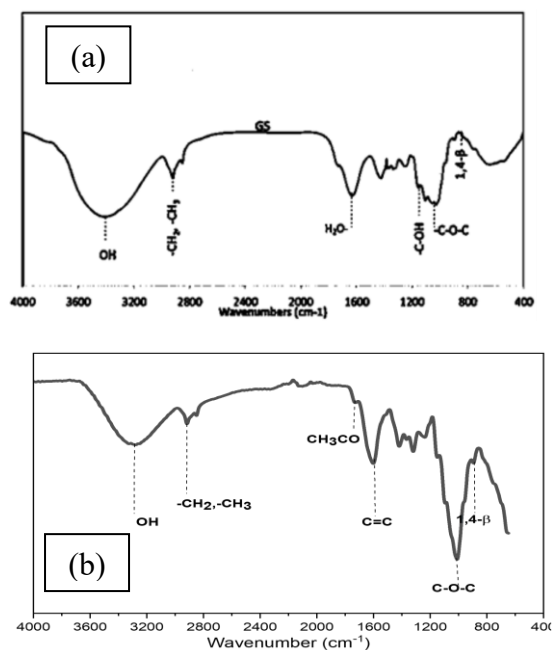 (a)
GS
OH
-CH₂, -CH₃
H₂O-
-C-OH
-C-O-C
1,4-β
4000 3600 3200 2800 2400 2000 1600 1200 800 400
Wavenumbers (cm-1)
CH3CO
-CH2,-CH3
OH
C=C
1,4-β
C-O-C
(b)
4000 3600 3200 2800 2400 2000 1600 1200 800 400
Wavenumber (cm⁻¹)